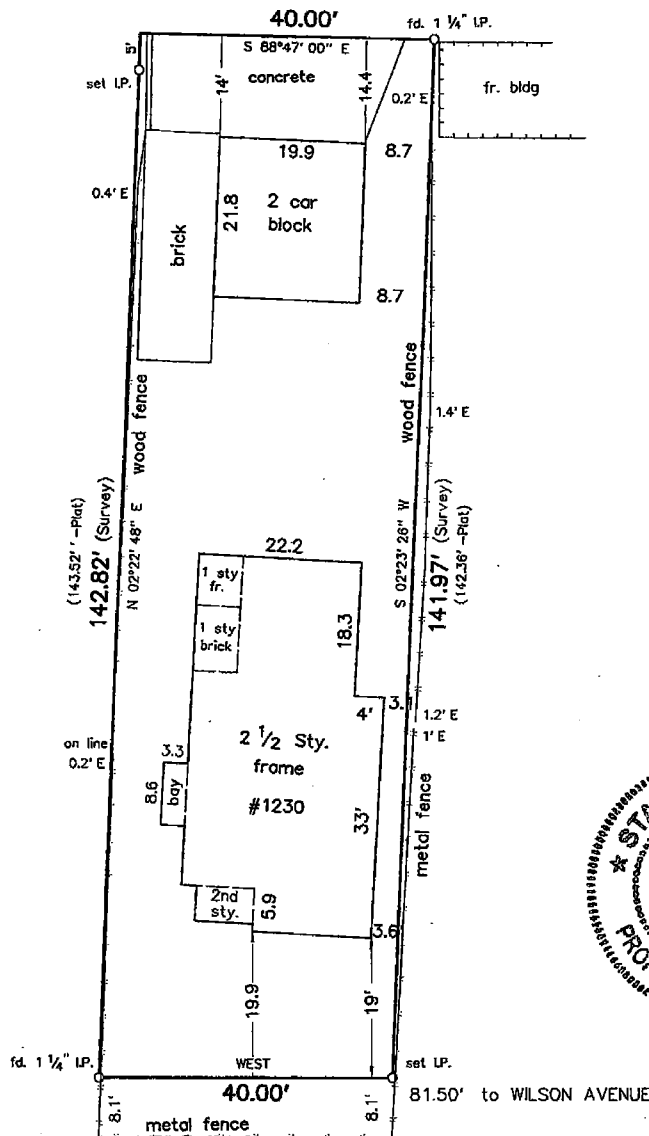 40.00'
fd. 1 ¼" I.P.
S 88°47' 00" E
5'
set I.P.
concrete
14'
14.4
0.2' E
fr. bldg
19.9
8.7
0.4' E
21.8
2 car
block
brick
8.7
wood fence
wood fence
1.4' E
(143.52' -Plat)
142.82' (Survey)
N 02°22' 48" E
S 02°23' 26" W
141.97' (Survey)
(142.36' -Plat)
22.2
1 sty
fr.
18.3
1 sty
brick
4'
3.1
1.2' E
1' E
on line
0.2' E
3.3
2 1/2 Sty.
frame
8.6
bay
#1230
33'
metal fence
2nd
sty.
5.9
3.6
19.9
19'
fd. 1 ¼" I.P.
WEST
set I.P.
40.00'
81.50' to WILSON AVENUE
8.1'
8.1'
metal fence